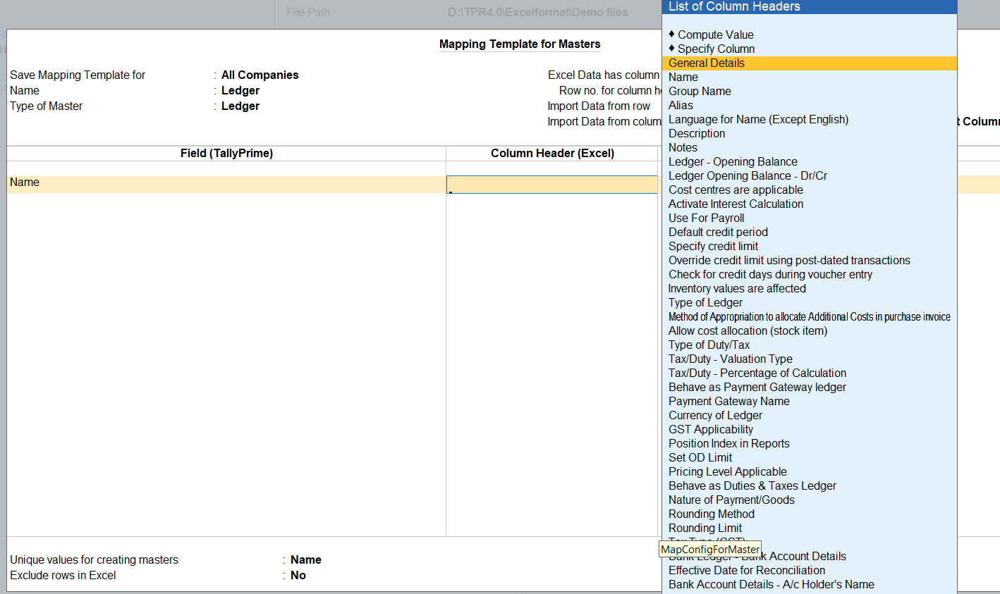 File Path : D:\TPR4.0\Excelformat\Demo files
Mapping Template for Masters
Save Mapping Template for : All Companies
Name : Ledger
Type of Master : Ledger
Excel Data has column
Row no. for column
Import Data from row
Import Data from colum
Field (TallyPrime) Column Header (Excel)
Name
Unique values for creating masters : Name
Exclude rows in Excel : No
List of Column Headers
♦ Compute Value
♦ Specify Column
General Details
Name
Group Name
Alias
Language for Name (Except English)
Description
Notes
Ledger - Opening Balance
Ledger Opening Balance - Dr/Cr
Cost centres are applicable
Activate Interest Calculation
Use For Payroll
Default credit period
Specify credit limit
Override credit limit using post-dated transactions
Check for credit days during voucher entry
Inventory values are affected
Type of Ledger
Method of Appropriation to allocate Additional Costs in purchase invoice
Allow cost allocation (stock item)
Type of Duty/Tax
Tax/Duty - Valuation Type
Tax/Duty - Percentage of Calculation
Behave as Payment Gateway ledger
Payment Gateway Name
Currency of Ledger
GST Applicability
Position Index in Reports
Set OD Limit
Pricing Level Applicable
Behave as Duties & Taxes Ledger
Nature of Payment/Goods
Rounding Method
Rounding Limit
Tax Type (GST)
MapConfigForMaster
Bank Ledger - Bank Account Details
Effective Date for Reconciliation
Bank Account Details - A/c Holder's Name
t Colum